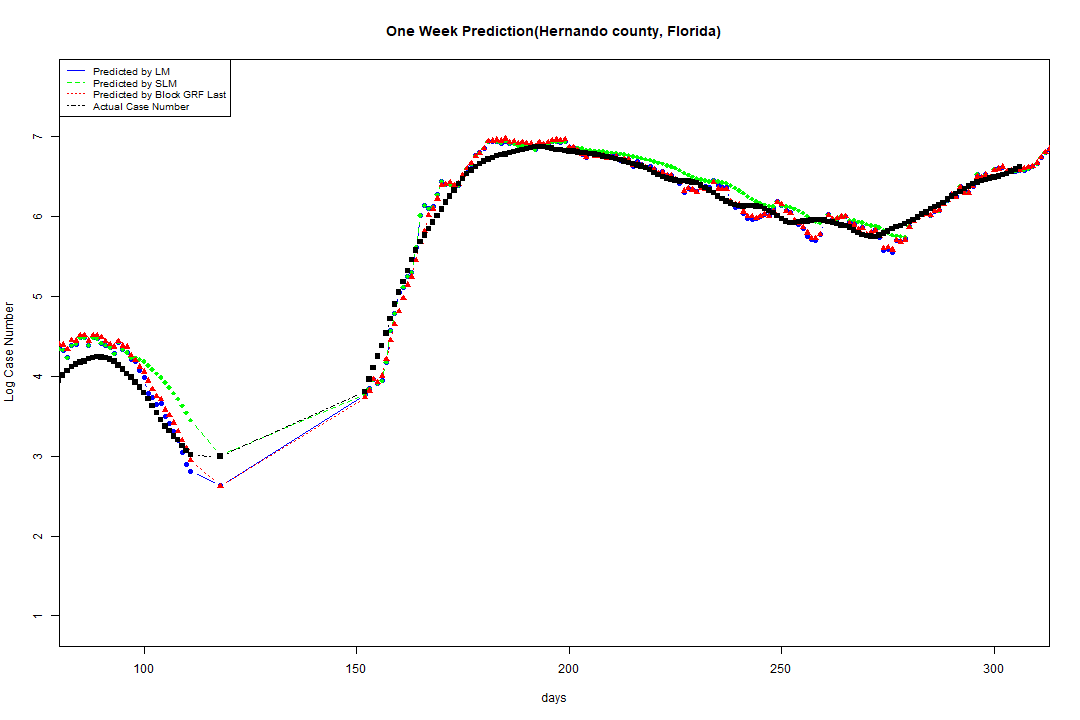 One Week Prediction(Hernando county, Florida)
Predicted by LM
Predicted by SLM
Predicted by Block GRF Last
Actual Case Number
7
6
5
4
3
2
1
Log Case Number
100 150 200 250 300
days